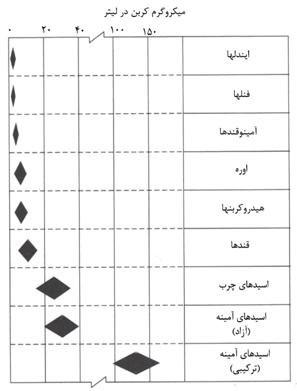 میکروگرم کربن در لیتر
۰ ۲۰ ۴۰ ۱۰۰ ۱۵۰
ایندلها
فنلها
آمینوقندها
اوره
هیدروکربنها
قندها
اسیدهای چرب
اسیدهای آمینه
(آزاد)
اسیدهای آمینه
(ترکیبی)